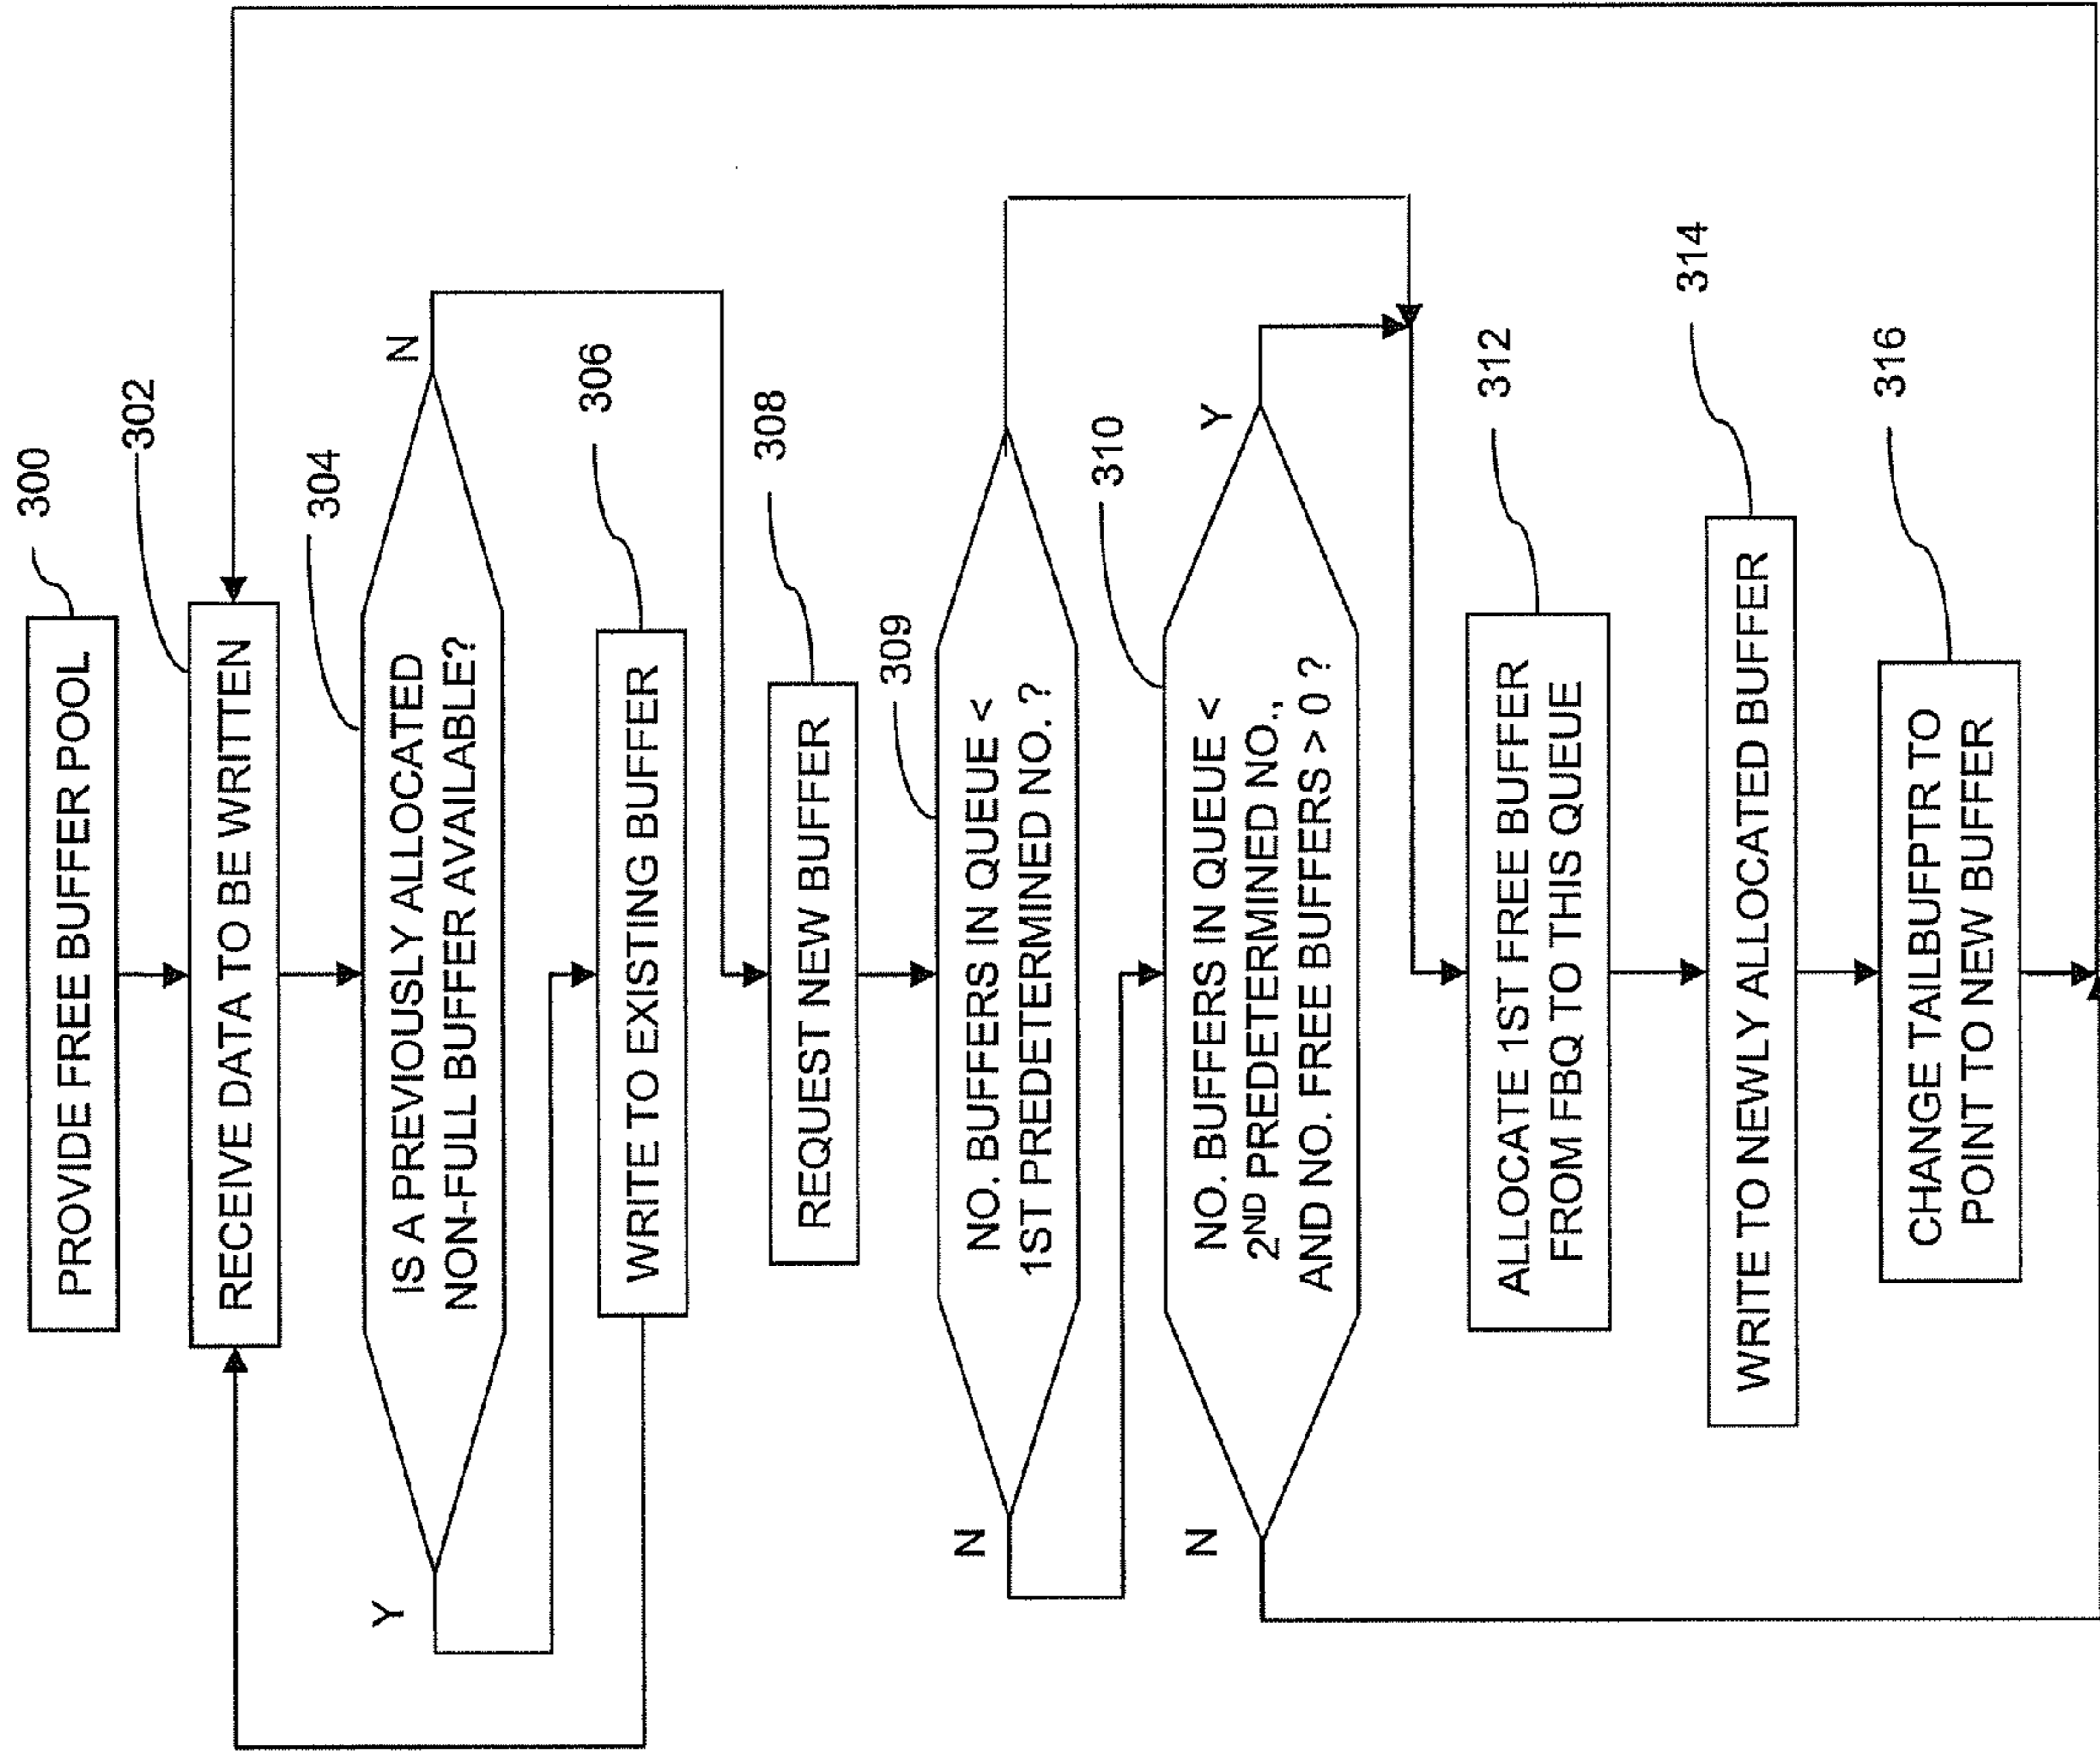 PROVIDE FREE BUFFER POOL
300
RECEIVE DATA TO BE WRITTEN
302
IS A PREVIOUSLY ALLOCATED
NON-FULL BUFFER AVAILABLE?
304
Y
N
WRITE TO EXISTING BUFFER
306
REQUEST NEW BUFFER
308
NO. BUFFERS IN QUEUE <
1ST PREDETERMINED NO. ?
309
N
NO. BUFFERS IN QUEUE <
2ND PREDETERMINED NO.,
AND NO. FREE BUFFERS > 0 ?
310
N
Y
ALLOCATE 1ST FREE BUFFER
FROM FBQ TO THIS QUEUE
312
WRITE TO NEWLY ALLOCATED BUFFER
314
CHANGE TAILBUFPTR TO
POINT TO NEW BUFFER
316